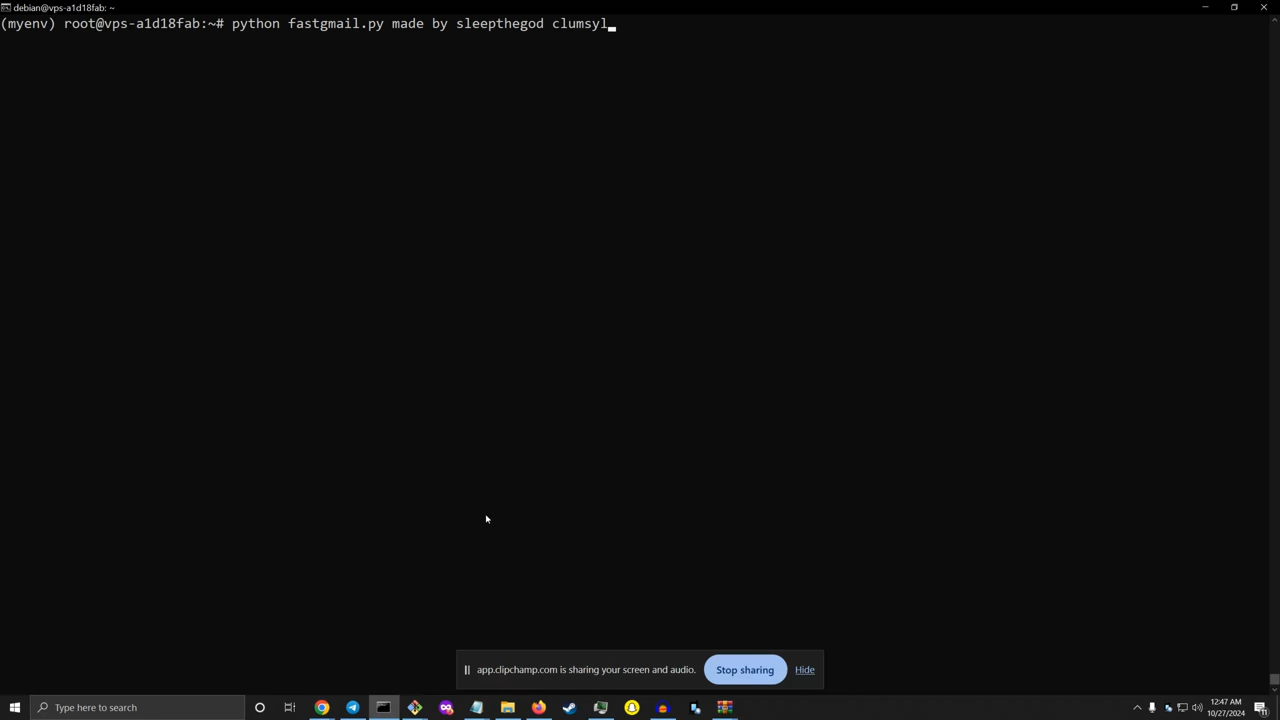 debian@vps-a1d18fab: ~
(myenv) root@vps-a1d18fab:~# python fastgmail.py made by sleepthegod clumsyl
app.clipchamp.com is sharing your screen and audio.
Stop sharing
Hide
Type here to search
12:47 AM
10/27/2024
11